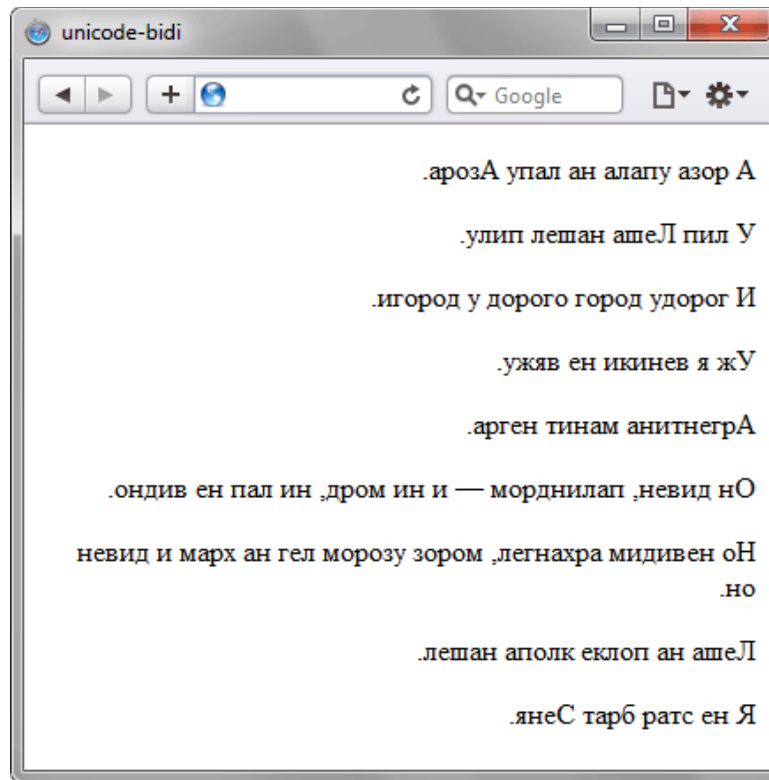 unicode-bidi
Google
.арозА упал ан алапу азор А
.улип лешан ашеЛ пил У
.игород у дорого город удорог И
.ужяв ен икинев я жУ
.арген тинам анитнегрА
.ондив ен пал ин ,дром ин и — морднилап ,невид нО
невид и марх ан гел морозу зором ,легнахра мидивен оН
.но
.лешан аполк еклоп ан ашеЛ
.янеС тарб ратс ен Я